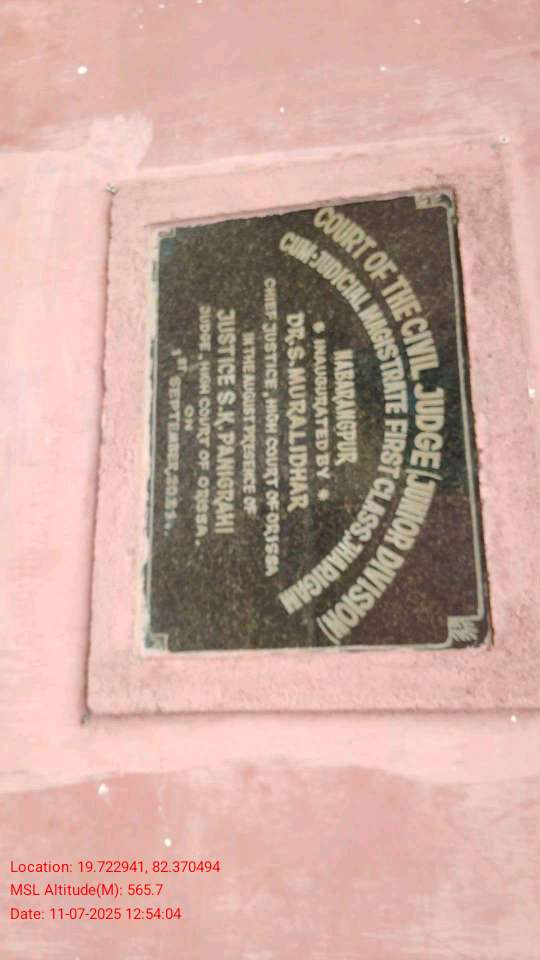 COURT OF THE CIVIL JUDGE (JUNIOR DIVISION)
CUM-JUDICIAL MAGISTRATE FIRST CLASS, JHARIGAM
NABARANGPUR
INAUGURATED BY
DR. S. MURALIDHAR
CHIEF JUSTICE, HIGH COURT OF ORISSA
IN THE AUGUST PRESENCE OF
JUSTICE S.K. PANIGRAHI
JUDGE, HIGH COURT OF ORISSA.
ON
1ST SEPTEMBER,
Location: 19.722941, 82.370494
MSL Altitude(M): 565.7
Date: 11-07-2025 12:54:04